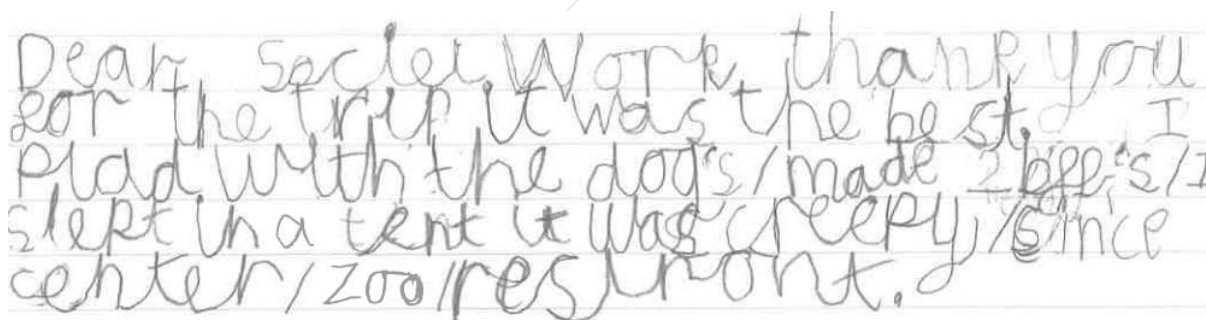 Dear Soclel Work thank you
for the trip it was the best. I
Plad with the dog's/made 2 bff's/I
slept in a tent it was creepy,/since
center/zoo/resturont.